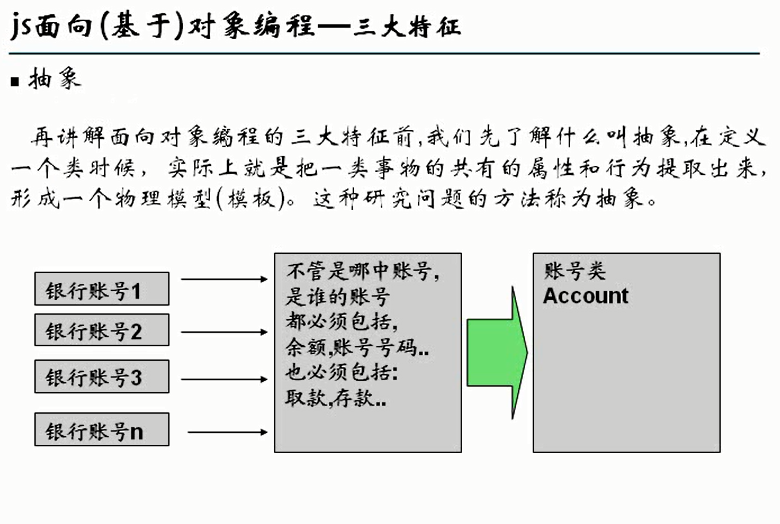 js面向(基于)对象编程—三大特征
■ 抽象
再讲解面向对象编程的三大特征前,我们先了解什么叫抽象,在定义
一个类时候,实际上就是把一类事物的共有的属性和行为提取出来,
形成一个物理模型(模板)。这种研究问题的方法称为抽象。
银行账号1
银行账号2
银行账号3
银行账号n
不管是哪中账号,
是谁的账号
都必须包括,
余额,账号号码..
也必须包括:
取款,存款..
账号类
Account